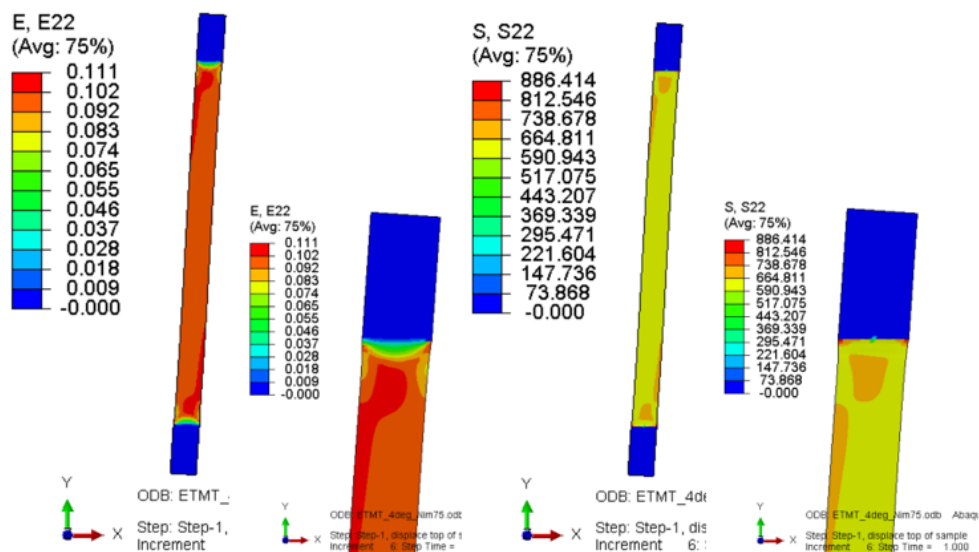 E, E22
(Avg: 75%)
0.111
0.102
0.092
0.083
0.074
0.065
0.055
0.046
0.037
0.028
0.018
0.009
-0.000
E, E22
(Avg: 75%)
0.111
0.102
0.092
0.083
0.074
0.065
0.055
0.046
0.037
0.028
0.018
0.009
-0.000
Y
X
ODB: ETMT_
Step: Step-1,
Increment
Y
X
ODB: ETMT_4deg_Nim75.odb
Step: Step-1, displace top of s
Increment 6: Step Time =
S, S22
(Avg: 75%)
886.414
812.546
738.678
664.811
590.943
517.075
443.207
369.339
295.471
221.604
147.736
73.868
-0.000
S, S22
(Avg: 75%)
886.414
812.546
738.678
664.811
590.943
517.075
443.207
369.339
295.471
221.604
147.736
73.868
-0.000
Y
X
ODB: ETMT_4de
Step: Step-1, dis
Increment 6:
Y
X
ODB: ETMT_4deg_Nim75.odb Abaqu
Step: Step-1, displace top of sample
Increment 6: Step Time = 1.000